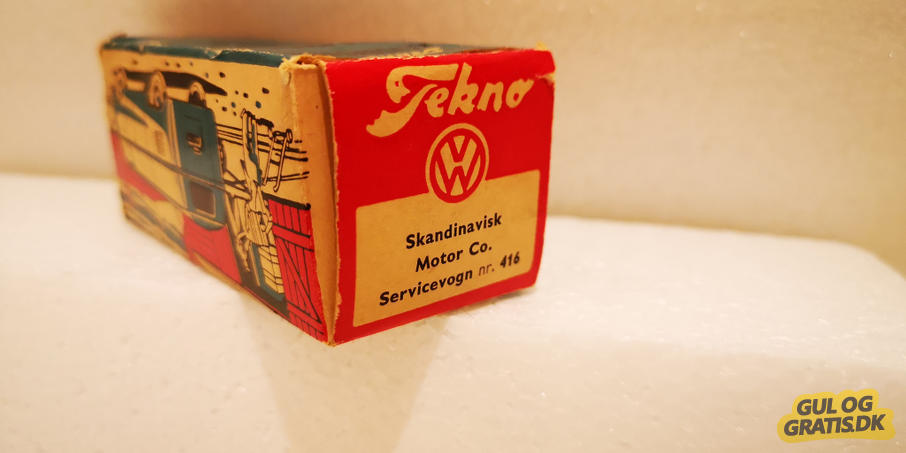 Tekno
VW
Skandinavisk
Motor Co.
Servicevogn nr. 416
GUL OG
GRATIS.DK